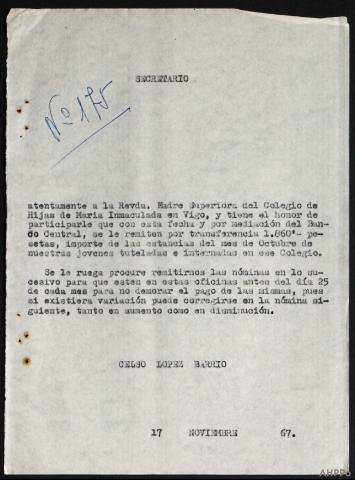 SECRETARIO
Nº 175
atentamente a la Revda. Madre Superiora del Colegio de
Hijas de Maria Inmaculada en Vigo, y tiene el honor de
participarle que con esta fecha y por mediación del Ban-
do Central, se le remiten por transferencia 1.860'- pe-
setas, importe de las estancias del mes de Octubre de
nuestras jovenes tuteladas e internadas en ese Colegio.
Se le ruega procure remitirnos las nóminas en lo su-
cesivo para que esten en estas oficinas anten del día 25
de cada mes para no demorar el pago de las mismas, pues
si existiera variación puede corregirse en la nómina si-
guiente, tanto en aumento como en disminución.
CELSO LOPEZ BARRIO
17 NOVIEMBRE 67.
AHPPO